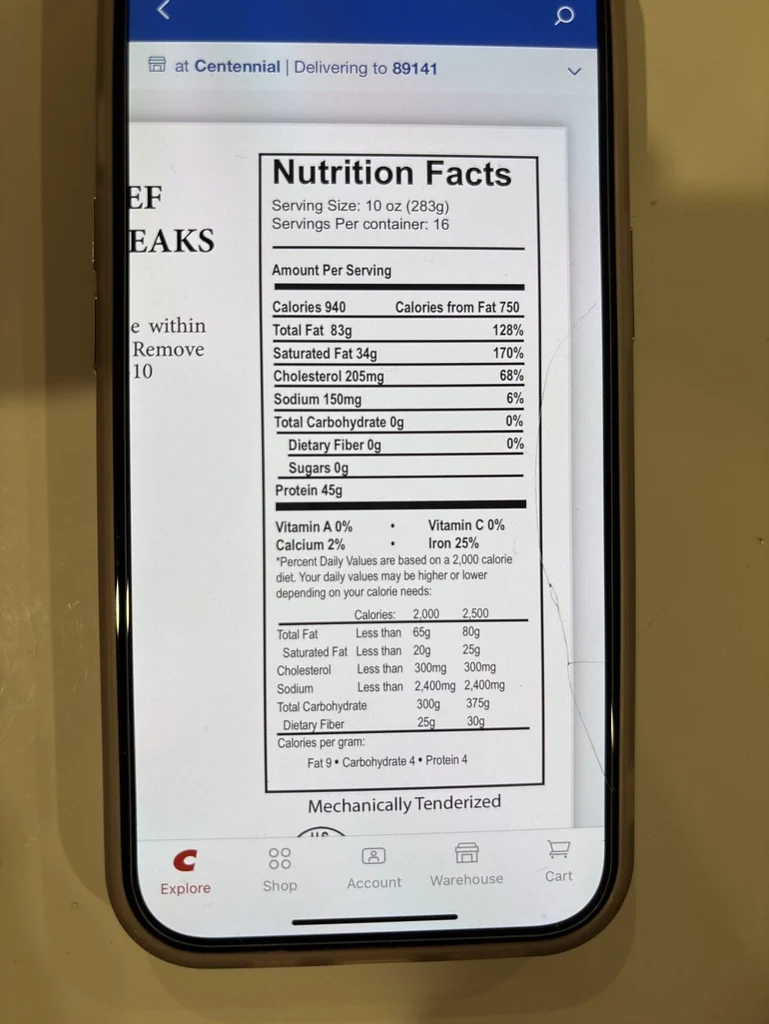 at Centennial | Delivering to 89141
EF
EAKS
e within
Remove
10
Nutrition Facts
Serving Size: 10 oz (283g)
Servings Per container: 16
Amount Per Serving
Calories 940 Calories from Fat 750
Total Fat 83g 128%
Saturated Fat 34g 170%
Cholesterol 205mg 68%
Sodium 150mg 6%
Total Carbohydrate 0g 0%
Dietary Fiber 0g 0%
Sugars 0g
Protein 45g
Vitamin A 0% • Vitamin C 0%
Calcium 2% • Iron 25%
*Percent Daily Values are based on a 2,000 calorie
diet. Your daily values may be higher or lower
depending on your calorie needs:
Calories: 2,000 2,500
Total Fat Less than 65g 80g
Saturated Fat Less than 20g 25g
Cholesterol Less than 300mg 300mg
Sodium Less than 2,400mg 2,400mg
Total Carbohydrate 300g 375g
Dietary Fiber 25g 30g
Calories per gram:
Fat 9 • Carbohydrate 4 • Protein 4
Mechanically Tenderized
Explore
Shop
Account
Warehouse
Cart